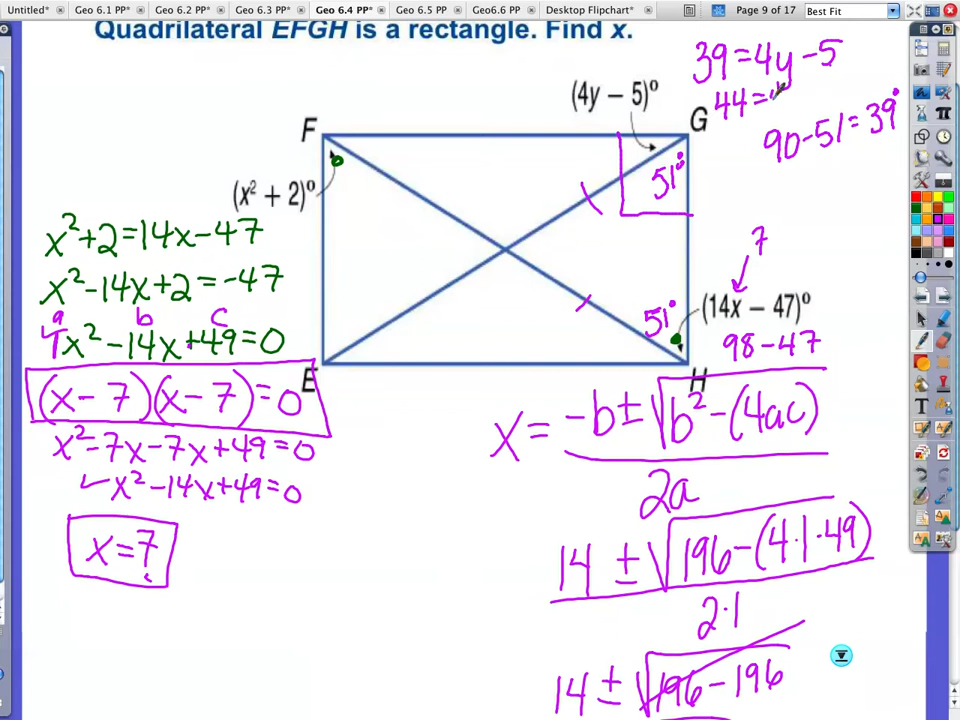 Untitled* Geo 6.1 PP* Geo 6.2 PP* Geo 6.3 PP* Geo 6.4 PP* Geo 6.5 PP Geo6.6 PP Desktop Flipchart* Page 9 of 17 Best Fit
Quadrilateral EFGH is a rectangle. Find x.
39=4y-5
44=4
90-51=39°
(4y – 5)°
F
G
51°
(x² + 2)°
x²+2=14x-47
x²-14x+2=-47
a b c
1x²-14x+49=0
(x-7)(x-7)=0
x²-7x-7x+49=0
x²-14x+49=0
x=7
7
51°
(14x – 47)°
98-47
E
H
x= -b±√b²-(4ac)
2a
14 ± √196-(4·1·49)
2·1
14 ± √196-196